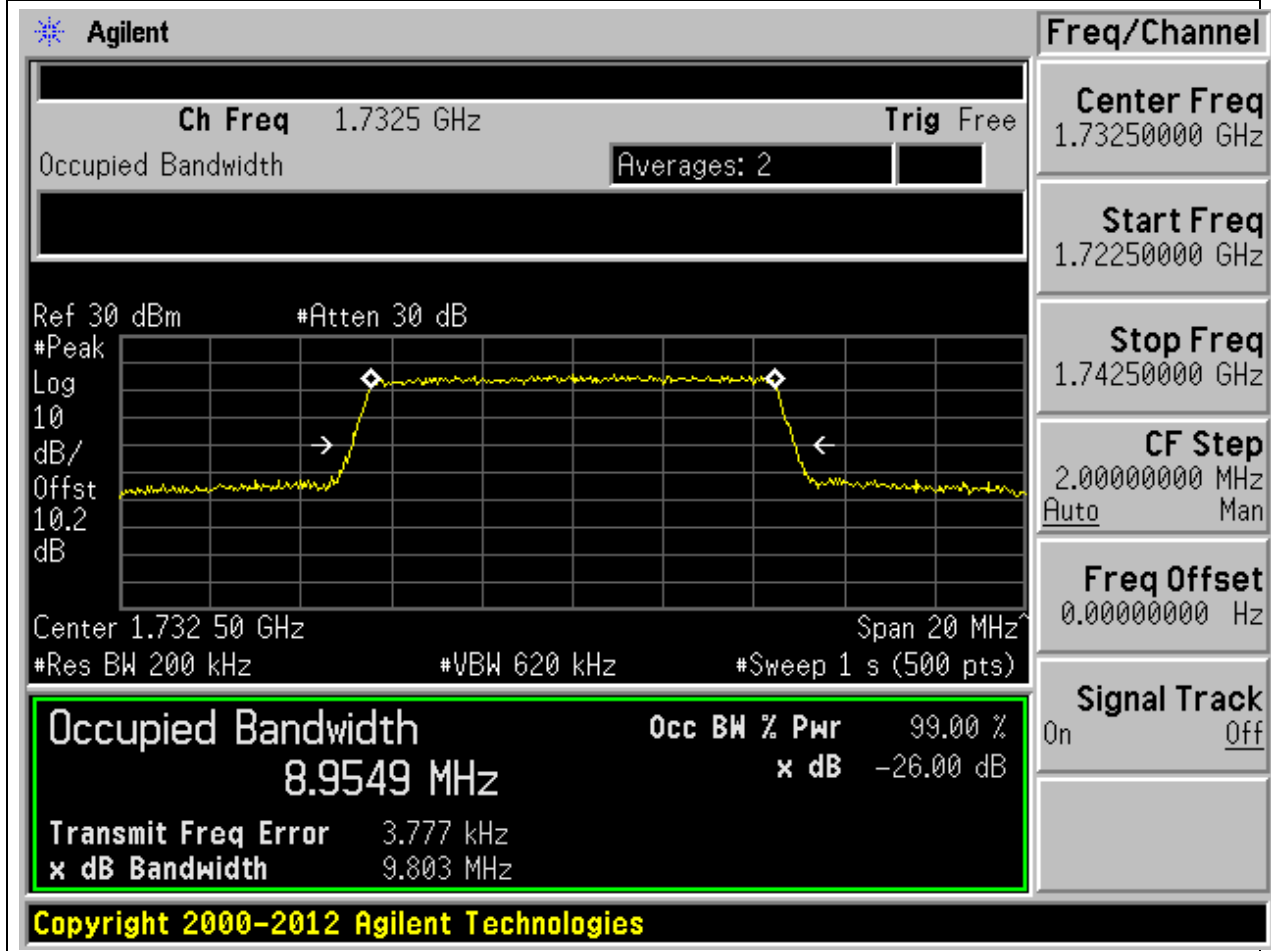 Agilent
Freq/Channel
Ch Freq 1.7325 GHz Trig Free
Occupied Bandwidth Averages: 2
Ref 30 dBm #Atten 30 dB
#Peak
Log
10
dB/
Offst
10.2
dB
Center 1.732 50 GHz Span 20 MHz^
#Res BW 200 kHz #VBW 620 kHz #Sweep 1 s (500 pts)
Occupied Bandwidth Occ BW % Pwr 99.00 %
8.9549 MHz x dB -26.00 dB
Transmit Freq Error 3.777 kHz
x dB Bandwidth 9.803 MHz
Center Freq
1.73250000 GHz
Start Freq
1.72250000 GHz
Stop Freq
1.74250000 GHz
CF Step
2.00000000 MHz
Auto Man
Freq Offset
0.00000000 Hz
Signal Track
On Off
Copyright 2000-2012 Agilent Technologies